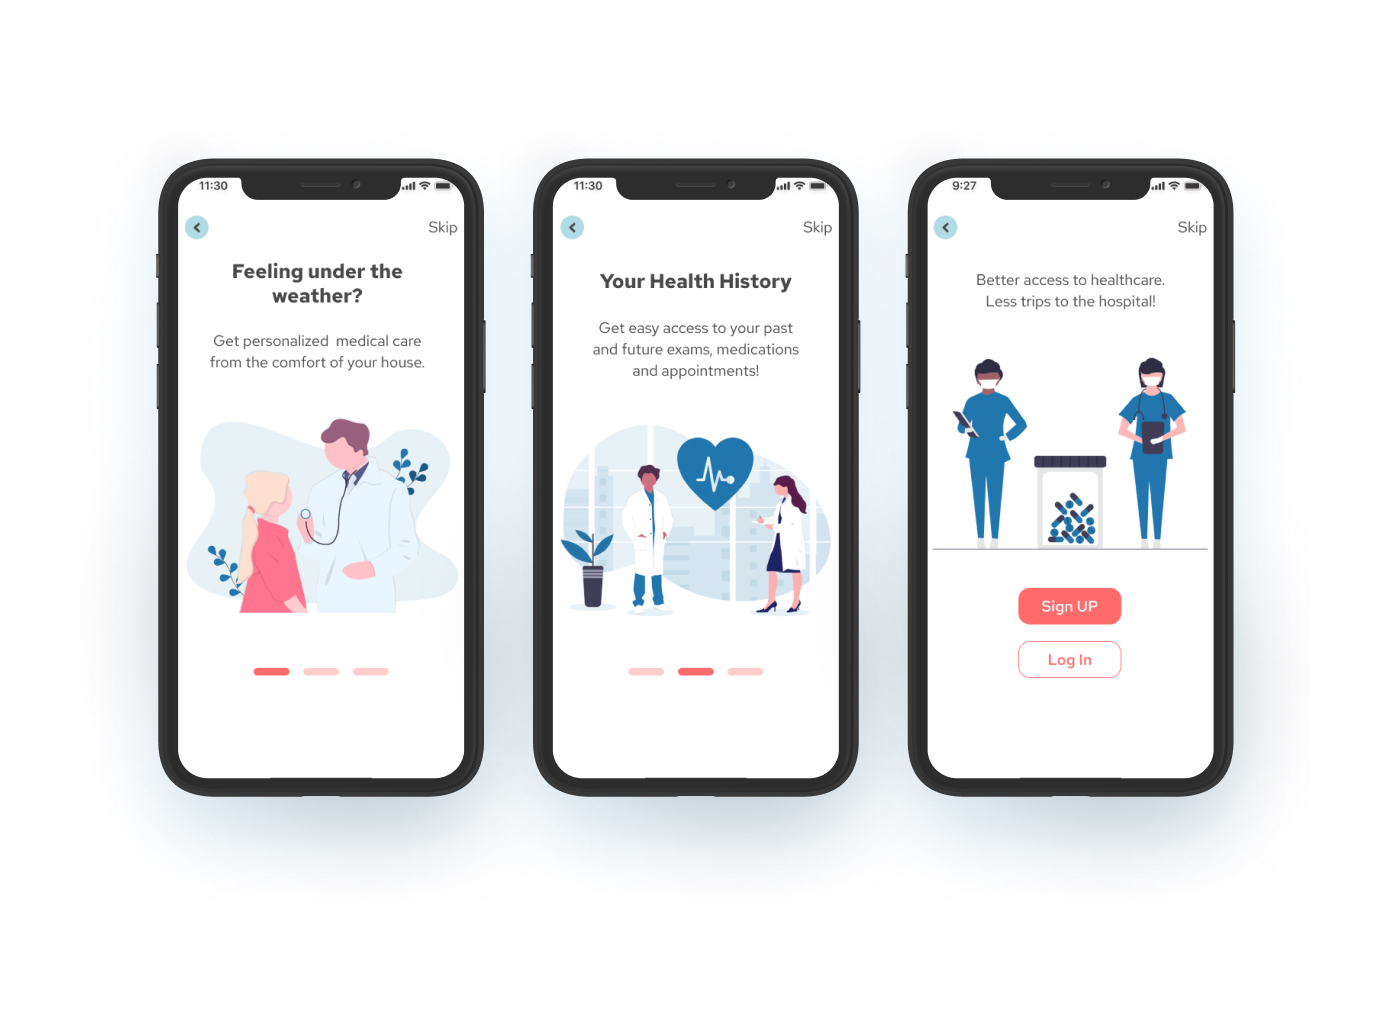 11:30
Skip
Feeling under the
weather?
Get personalized  medical care
from the comfort of your house.
11:30
Skip
Your Health History
Get easy access to your past
and future exams, medications
and appointments!
9:27
Skip
Better access to healthcare.
Less trips to the hospital!
Sign UP
Log In